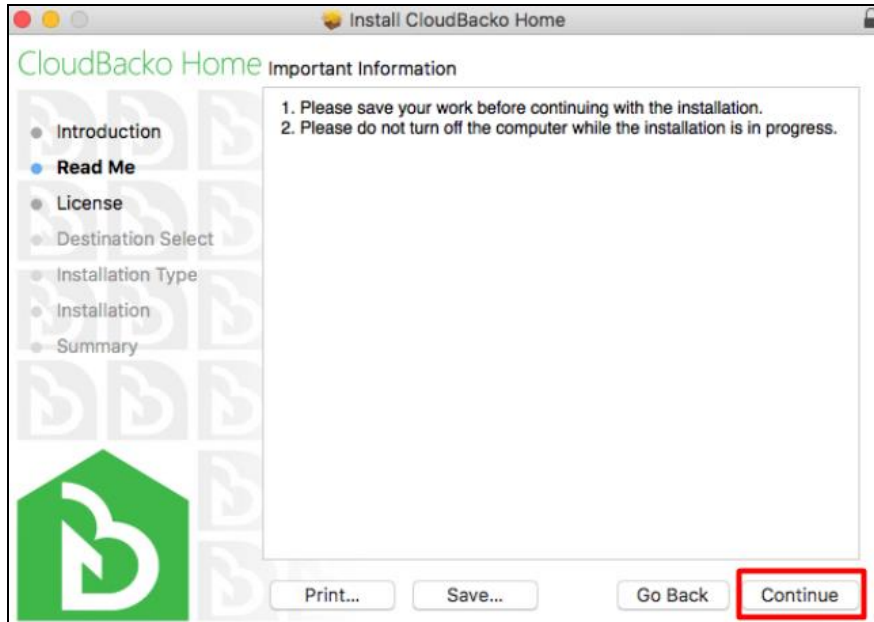 Install CloudBacko Home
CloudBacko Home
Important Information
Introduction
Read Me
License
Destination Select
Installation Type
Installation
Summary
1. Please save your work before continuing with the installation.
2. Please do not turn off the computer while the installation is in progress.
Print...
Save...
Go Back
Continue